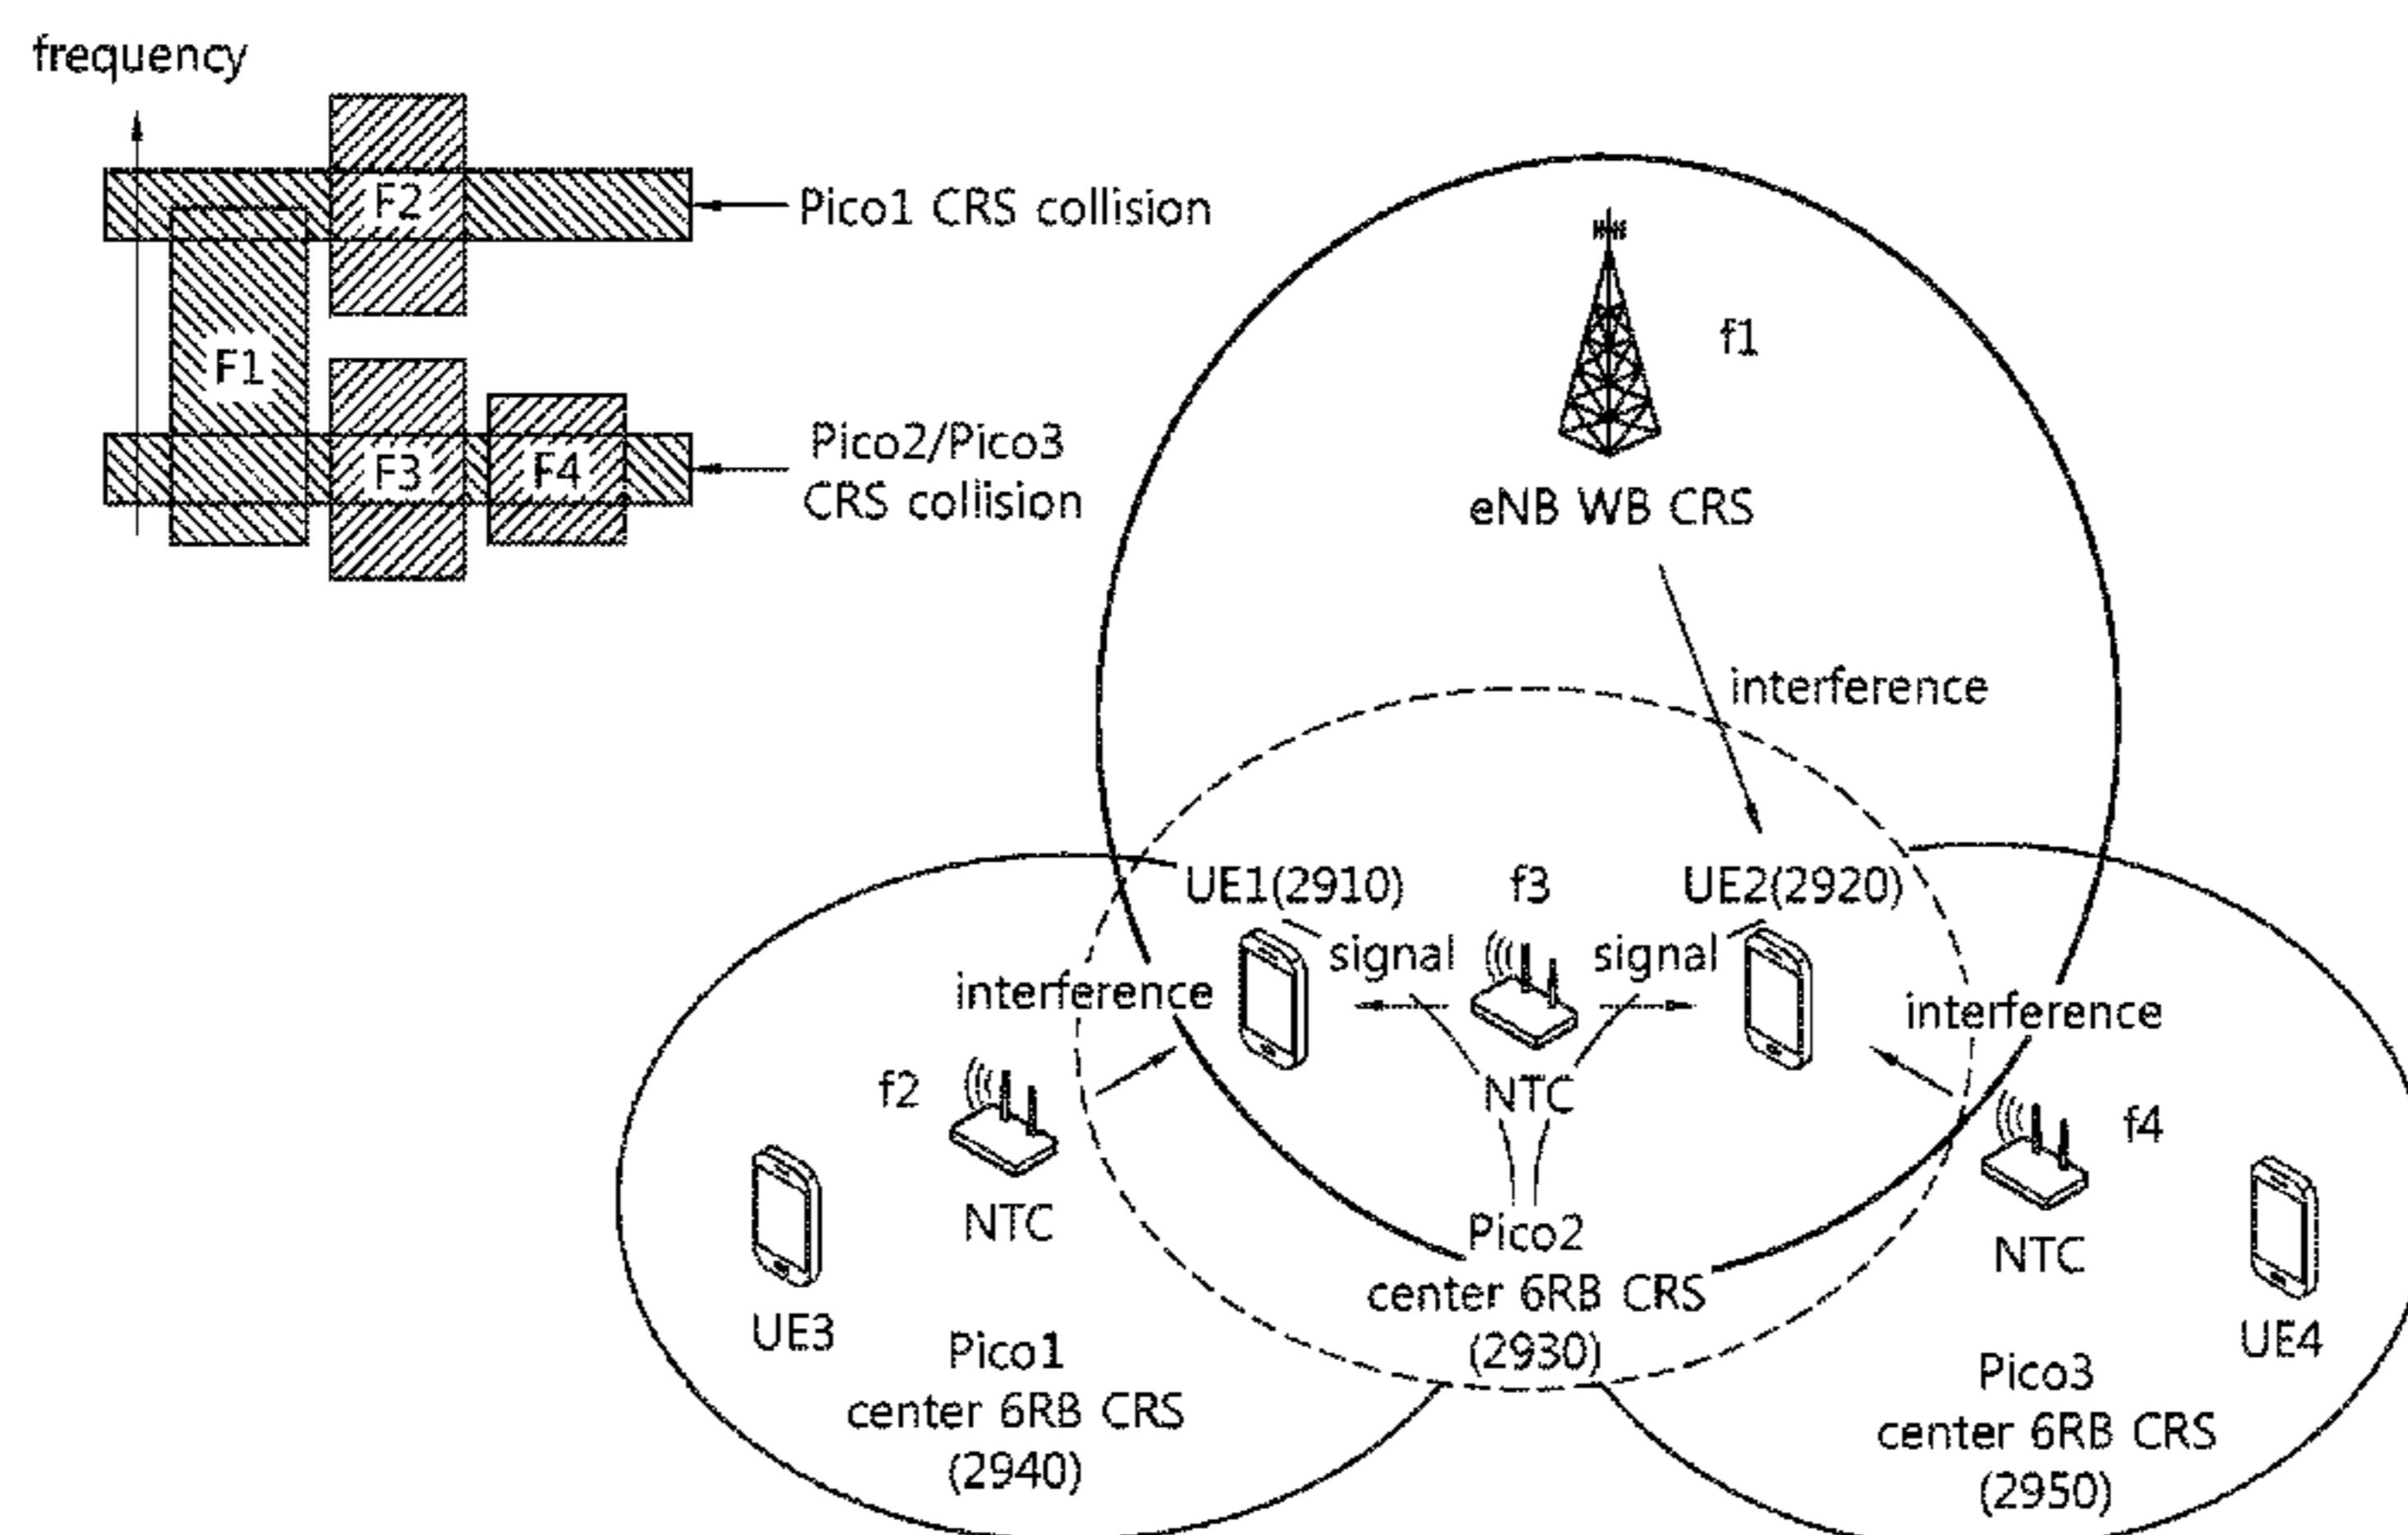 frequency
F2
Pico1 CRS collision
F1
F3
F4
Pico2/Pico3
CRS collision
f1
eNB WB CRS
interference
UE1(2910)
f3
UE2(2920)
signal
signal
interference
interference
NTC
f2
NTC
UE3
f4
NTC
UE4
Pico2
center 6RB CRS
(2930)
Pico1
center 6RB CRS
(2940)
Pico3
center 6RB CRS
(2950)